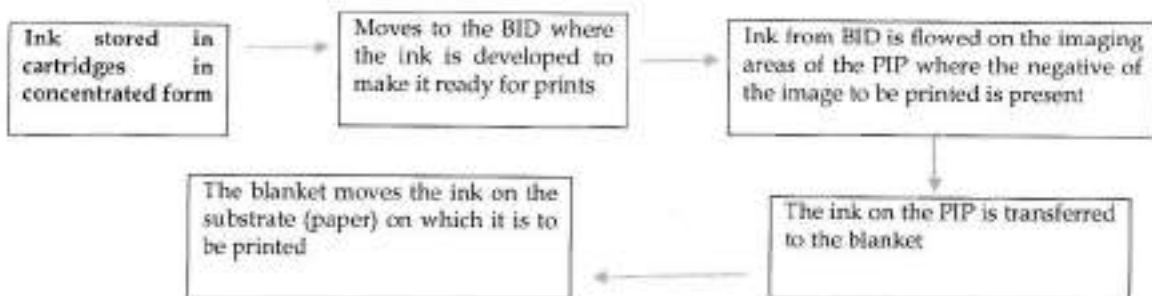 Ink stored in
cartridges in
concentrated form
Moves to the BID where
the ink is developed to
make it ready for prints
Ink from BID is flowed on the imaging
areas of the PIP where the negative of
the image to be printed is present
The ink on the PIP is transferred
to the blanket
The blanket moves the ink on the
substrate (paper) on which it is to
be printed